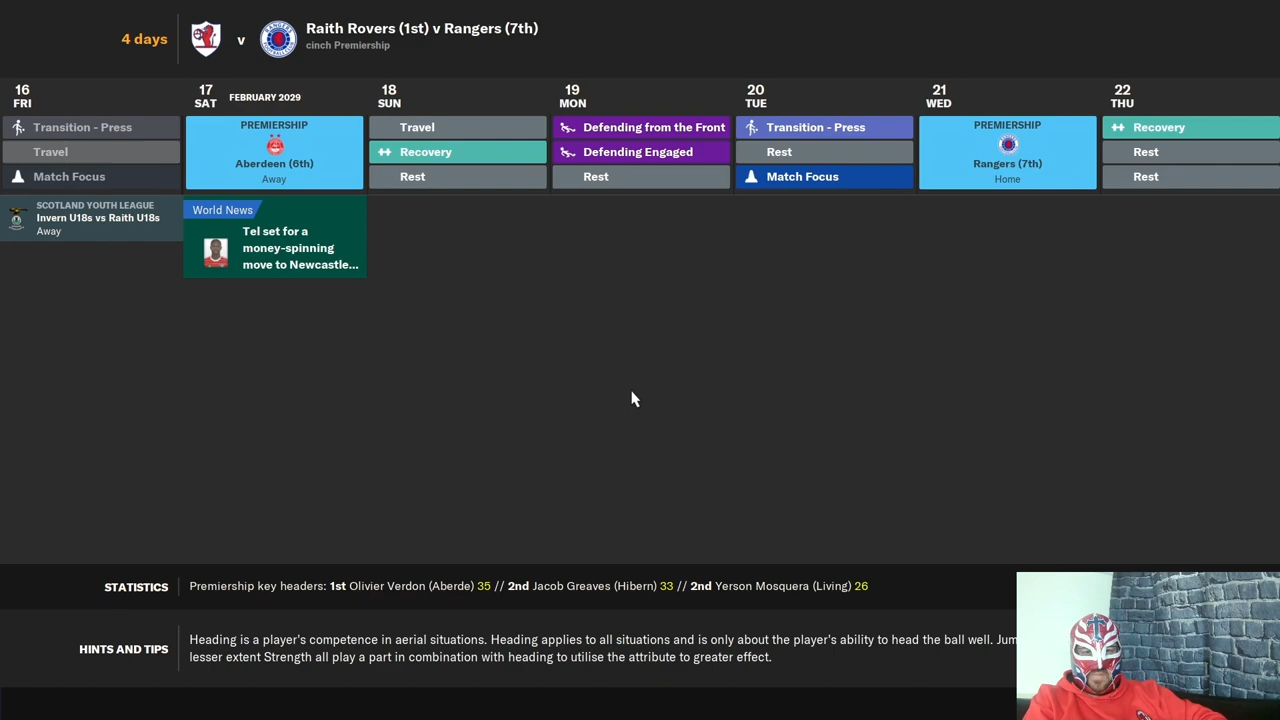 4 days
v
Raith Rovers (1st) v Rangers (7th)
cinch Premiership
16
FRI
17
SAT
FEBRUARY 2029
18
SUN
19
MON
20
TUE
21
WED
22
THU
Transition - Press
Travel
Match Focus
PREMIERSHIP
Aberdeen (6th)
Away
Travel
Recovery
Rest
Defending from the Front
Defending Engaged
Rest
Transition - Press
Rest
Match Focus
PREMIERSHIP
Rangers (7th)
Home
Recovery
Rest
Rest
SCOTLAND YOUTH LEAGUE
Invern U18s vs Raith U18s
Away
World News
Tel set for a
money-spinning
move to Newcastle...
STATISTICS
Premiership key headers: 1st Olivier Verdon (Aberde) 35 // 2nd Jacob Greaves (Hibern) 33 // 2nd Yerson Mosquera (Living) 26
HINTS AND TIPS
Heading is a player's competence in aerial situations. Heading applies to all situations and is only about the player's ability to head the ball well. Jum
lesser extent Strength all play a part in combination with heading to utilise the attribute to greater effect.